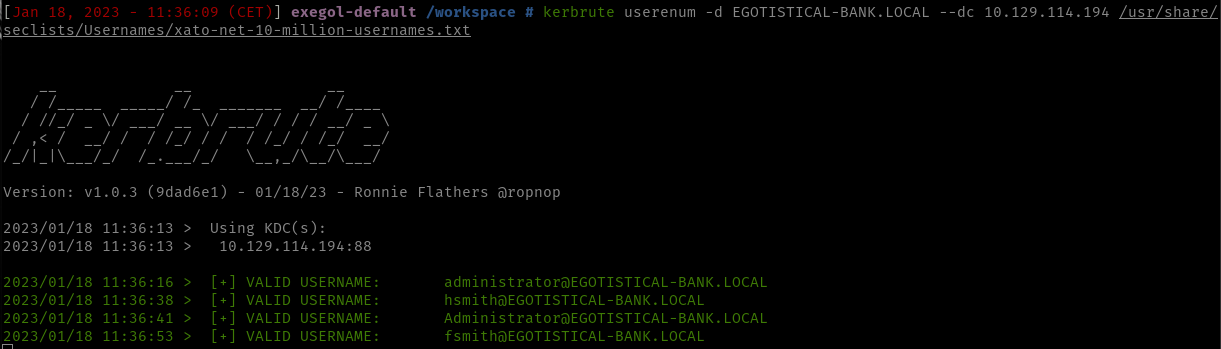 [Jan 18, 2023 - 11:36:09 (CET)] exegol-default /workspace # kerbrute userenum -d EGOTISTICAL-BANK.LOCAL --dc 10.129.114.194 /usr/share/
seclists/Usernames/xato-net-10-million-usernames.txt
    __             __               __
   / /_____  _____/ /_  _______  __/ /____
  / //_/ _ \/ ___/ __ \/ ___/ / / / __/ _ \
 / ,< /  __/ /  / /_/ / /  / /_/ / /_/  __/
/_/|_|\___/_/  /_.___/_/   \__,_/\__/\___/
Version: v1.0.3 (9dad6e1) - 01/18/23 - Ronnie Flathers @ropnop
2023/01/18 11:36:13 >  Using KDC(s):
2023/01/18 11:36:13 >   10.129.114.194:88
2023/01/18 11:36:16 >  [+] VALID USERNAME:       administrator@EGOTISTICAL-BANK.LOCAL
2023/01/18 11:36:38 >  [+] VALID USERNAME:       hsmith@EGOTISTICAL-BANK.LOCAL
2023/01/18 11:36:41 >  [+] VALID USERNAME:       Administrator@EGOTISTICAL-BANK.LOCAL
2023/01/18 11:36:53 >  [+] VALID USERNAME:       fsmith@EGOTISTICAL-BANK.LOCAL